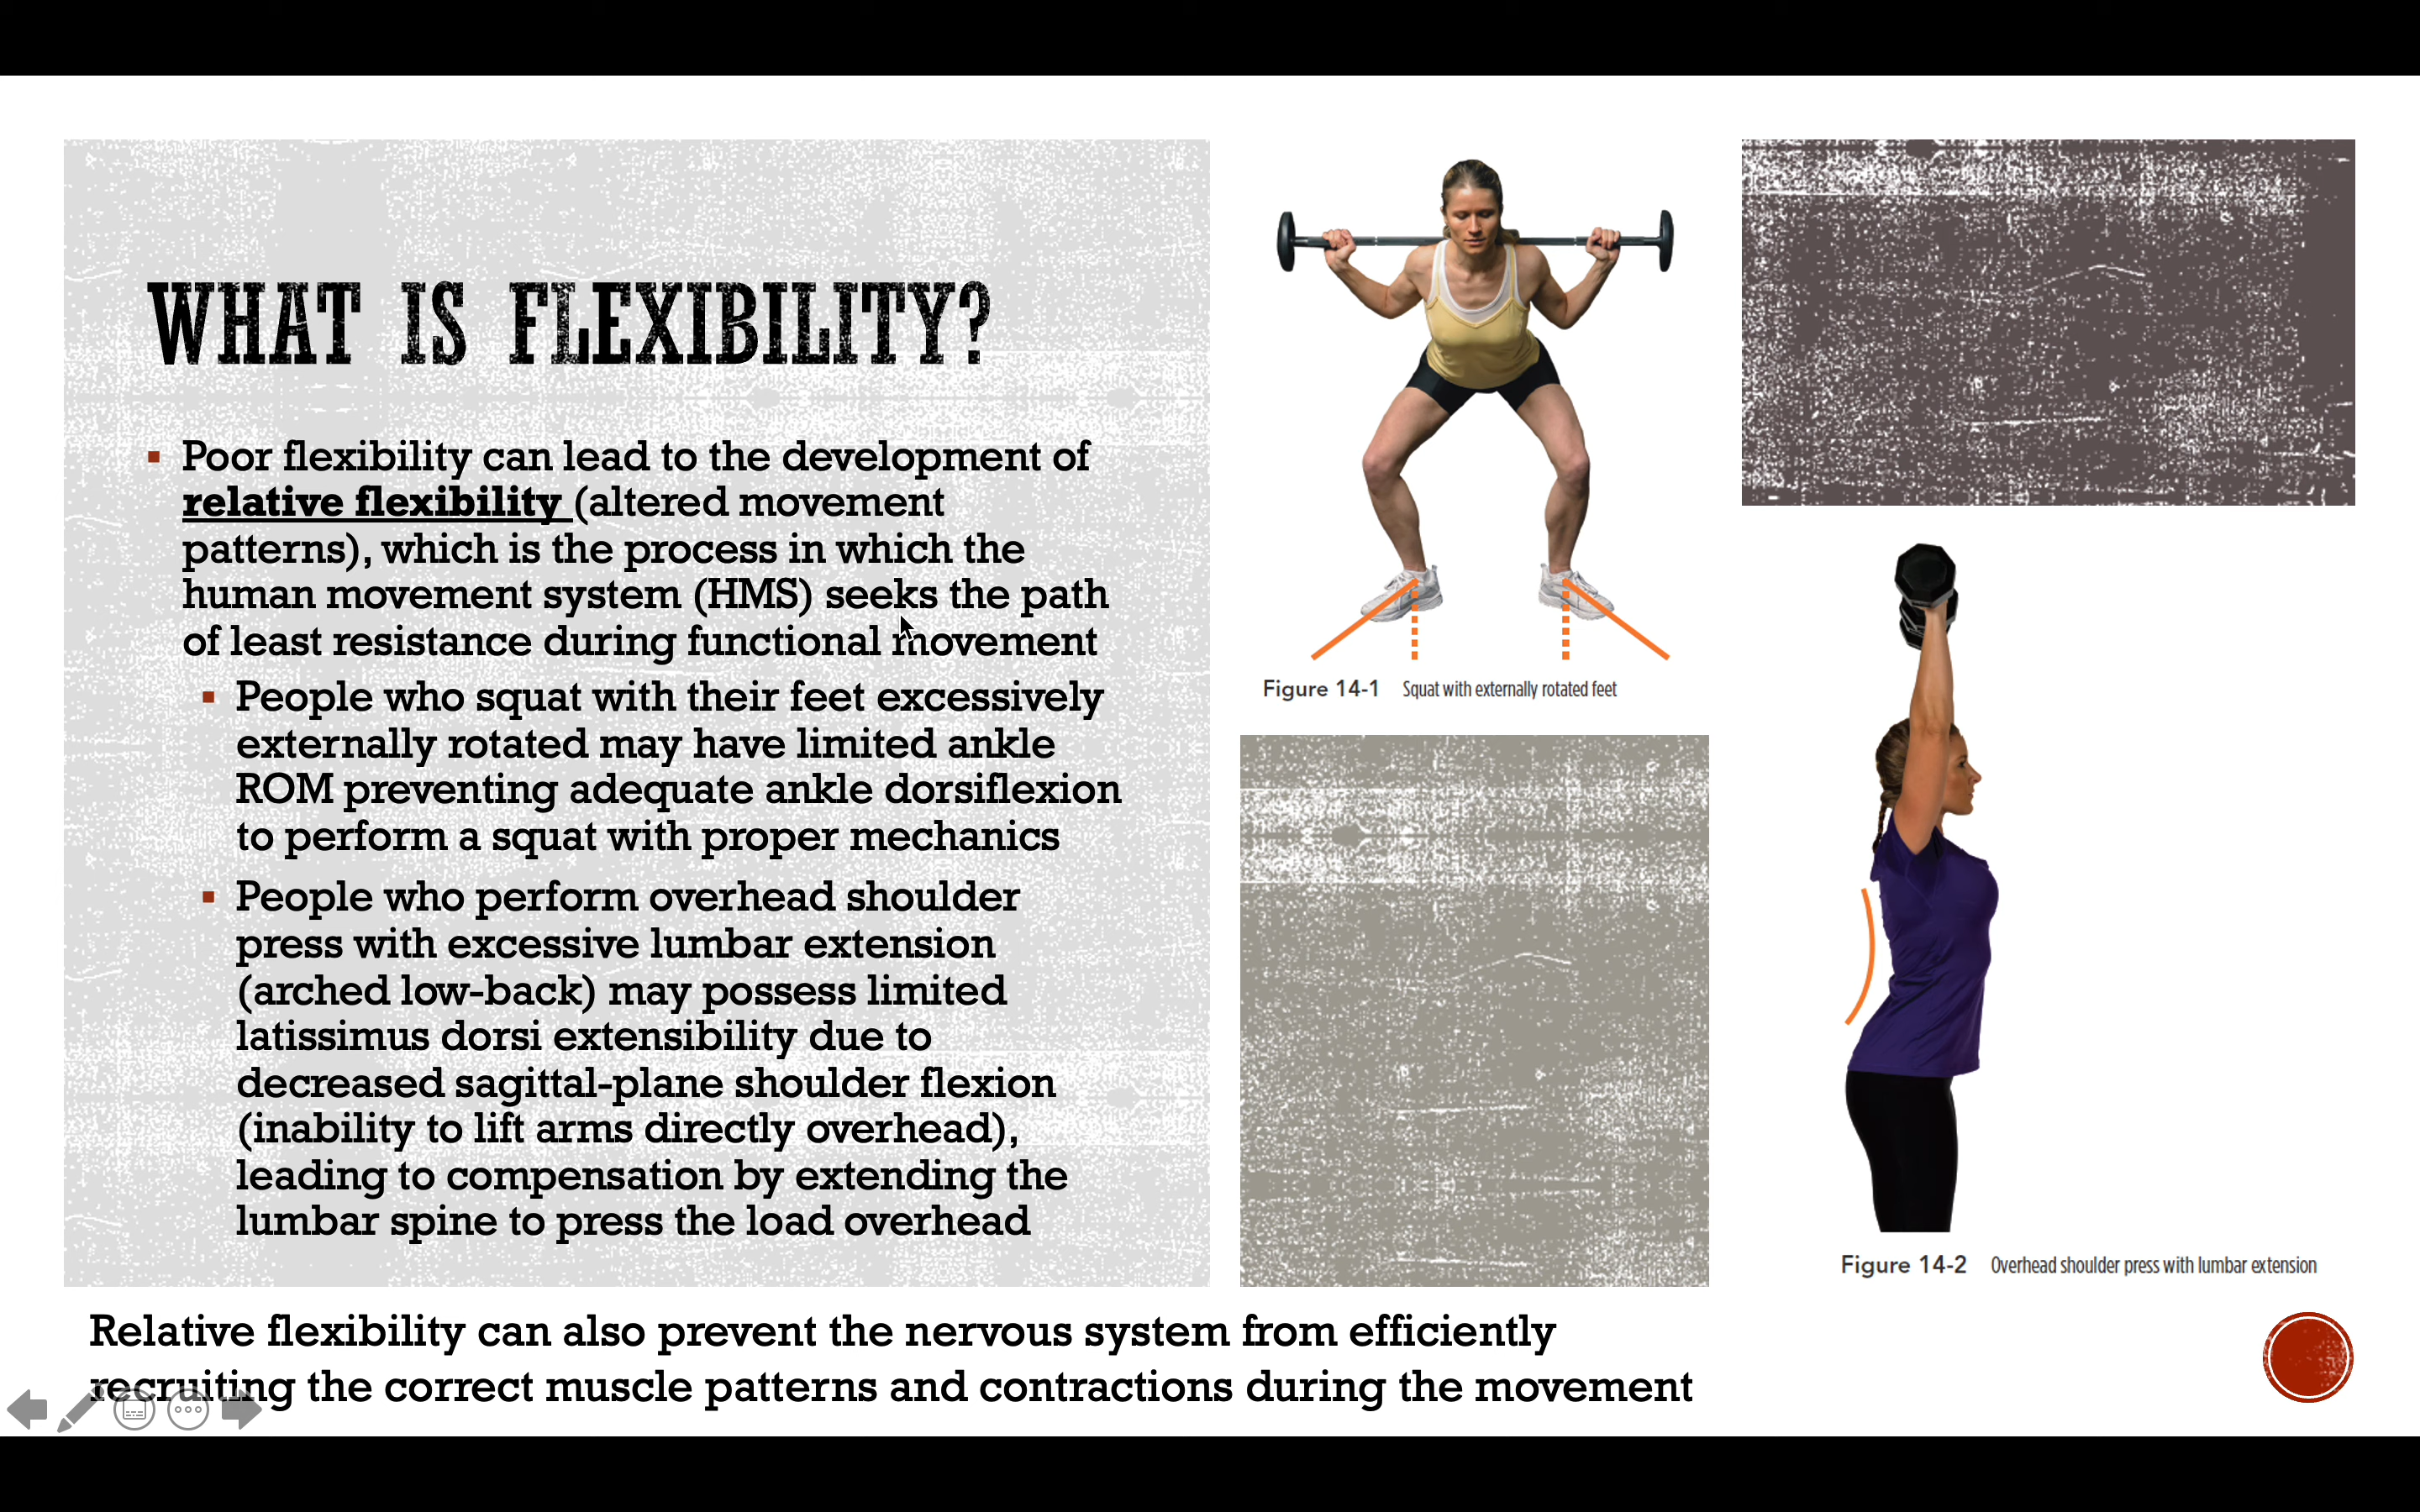 WHAT IS FLEXIBILITY?
Poor flexibility can lead to the development of
relative flexibility (altered movement
patterns), which is the process in which the
human movement system (HMS) seeks the path
of least resistance during functional movement
People who squat with their feet excessively
externally rotated may have limited ankle
ROM preventing adequate ankle dorsiflexion
to perform a squat with proper mechanics
People who perform overhead shoulder
press with excessive lumbar extension
(arched low-back) may possess limited
latissimus dorsi extensibility due to
decreased sagittal-plane shoulder flexion
(inability to lift arms directly overhead),
leading to compensation by extending the
lumbar spine to press the load overhead
Figure 14-1 Squat with externally rotated feet
Figure 14-2 Overhead shoulder press with lumbar extension
Relative flexibility can also prevent the nervous system from efficiently
recruiting the correct muscle patterns and contractions during the movement